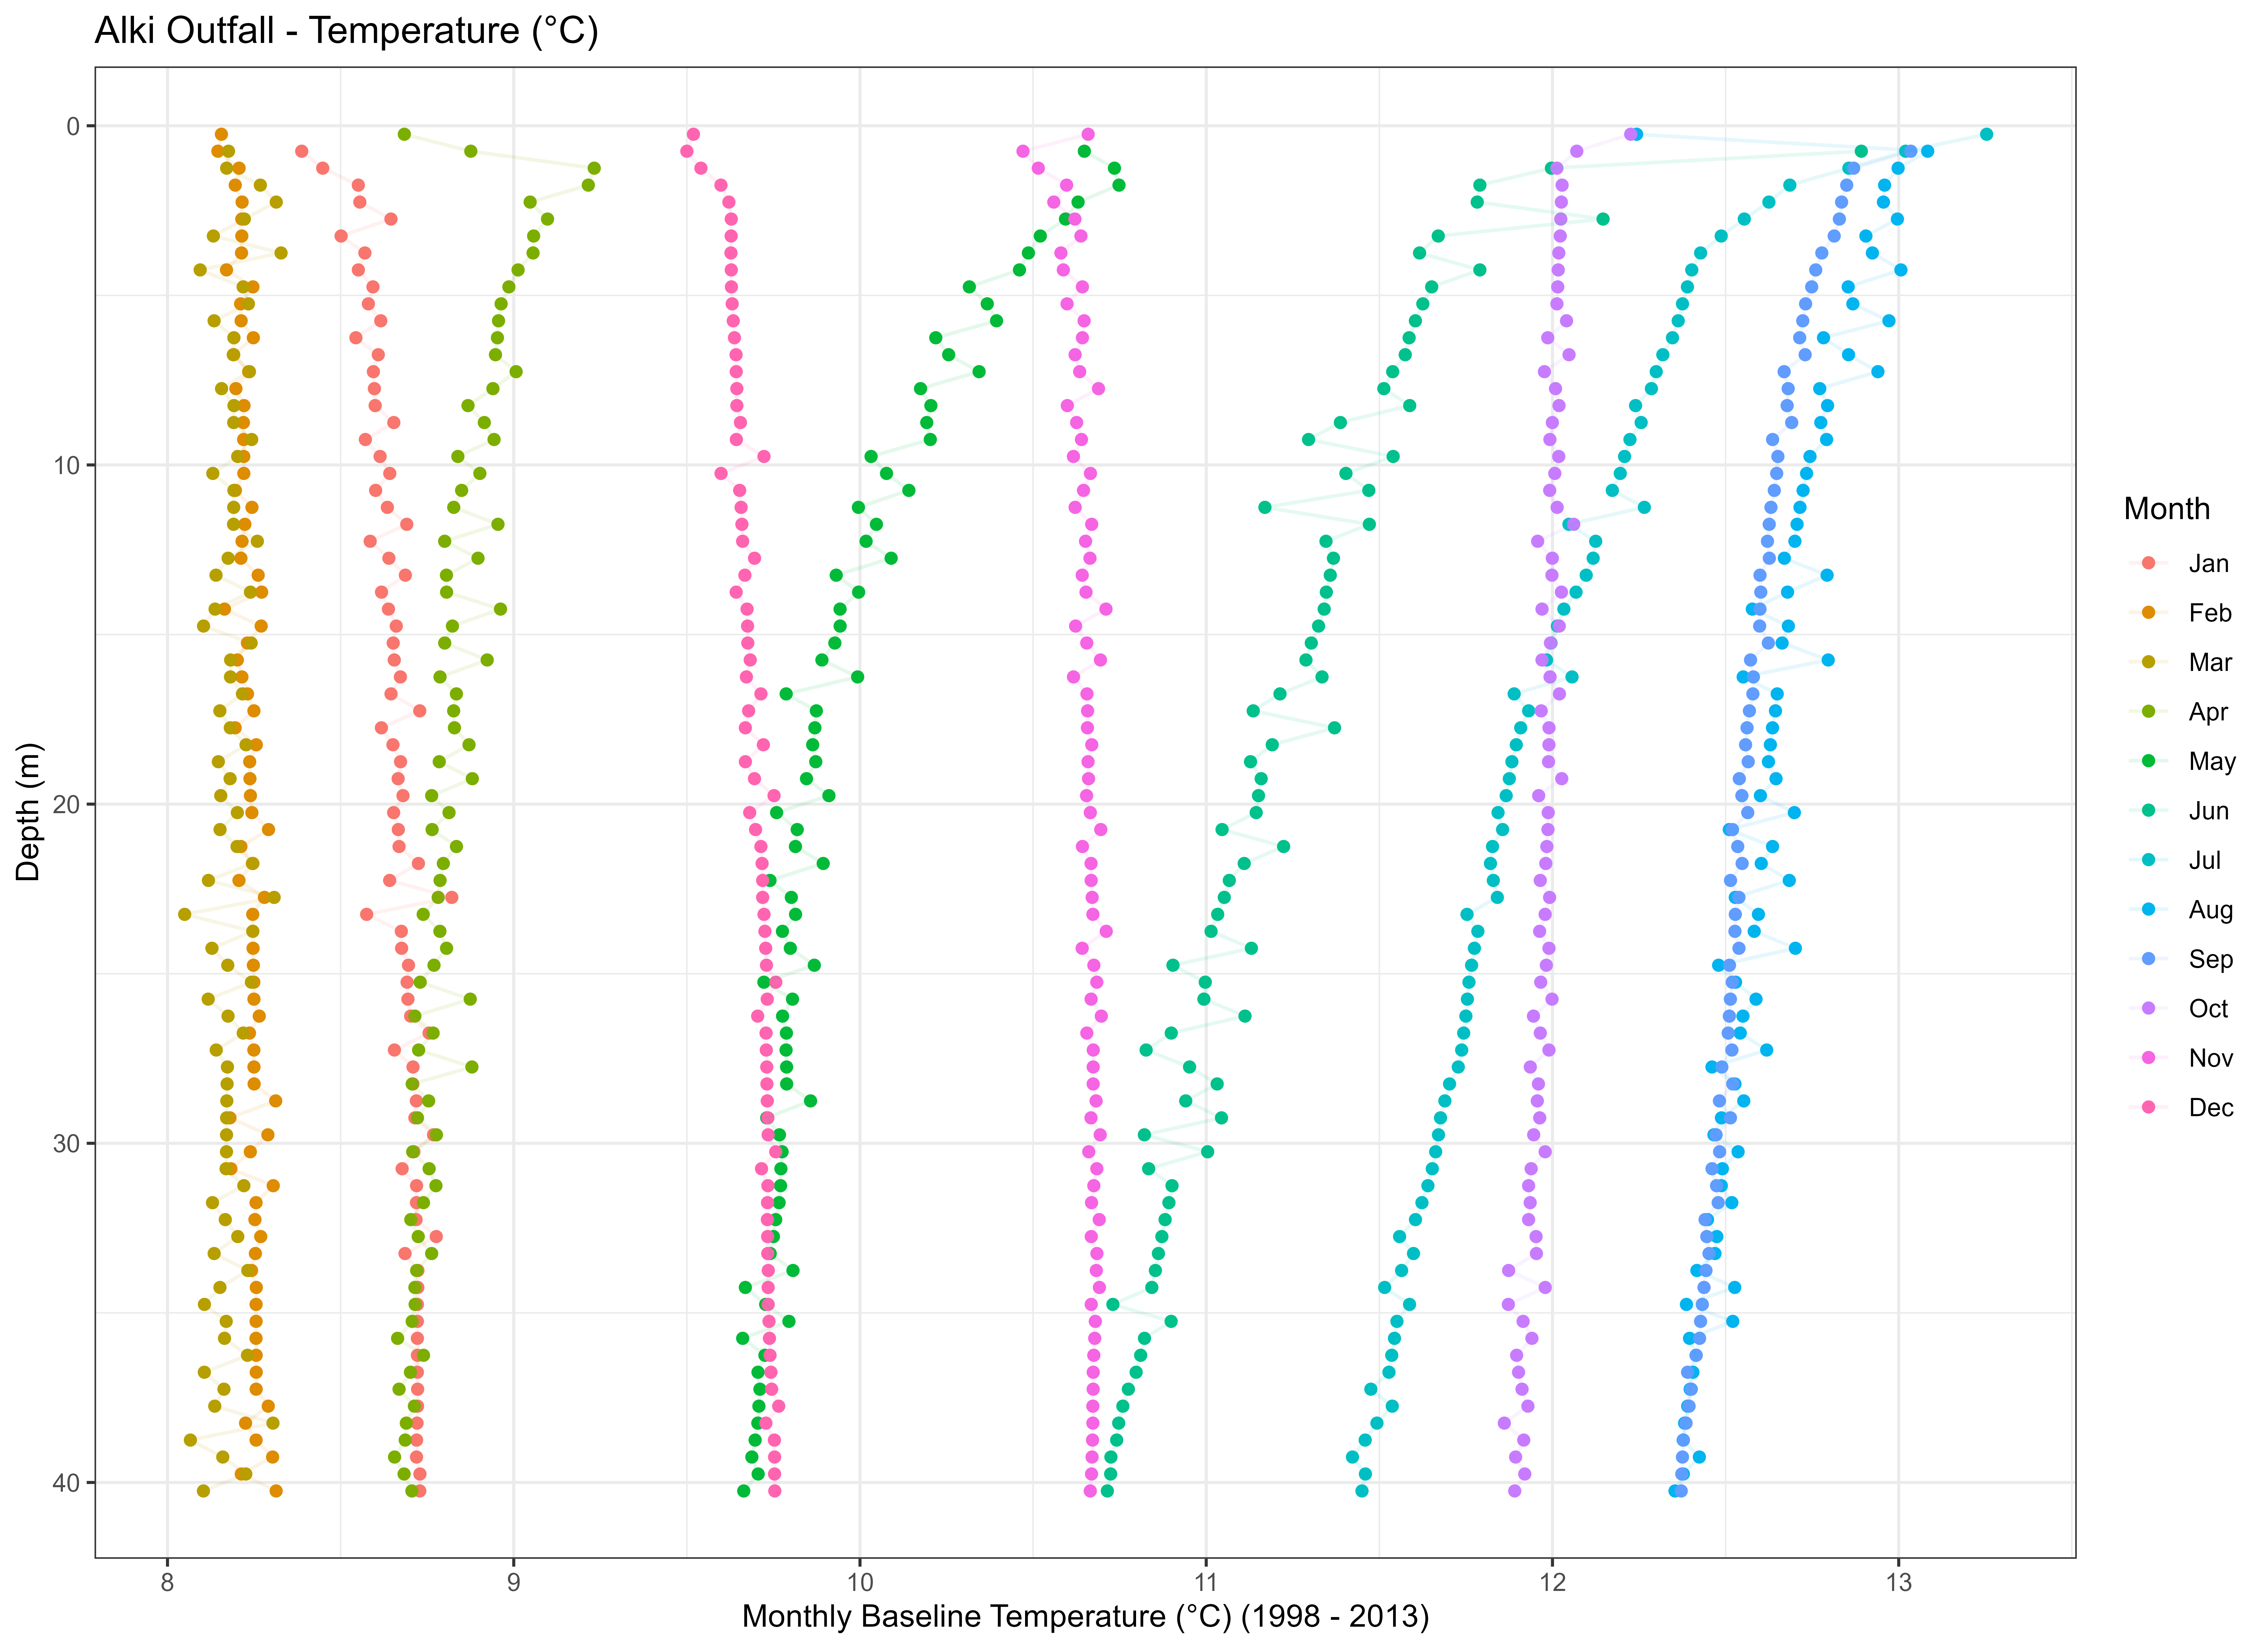 Alki Outfall - Temperature (°C)
0
10
20
30
40
Depth (m)
8 9 10 11 12 13
Monthly Baseline Temperature (°C) (1998 - 2013)
Month
Jan
Feb
Mar
Apr
May
Jun
Jul
Aug
Sep
Oct
Nov
Dec